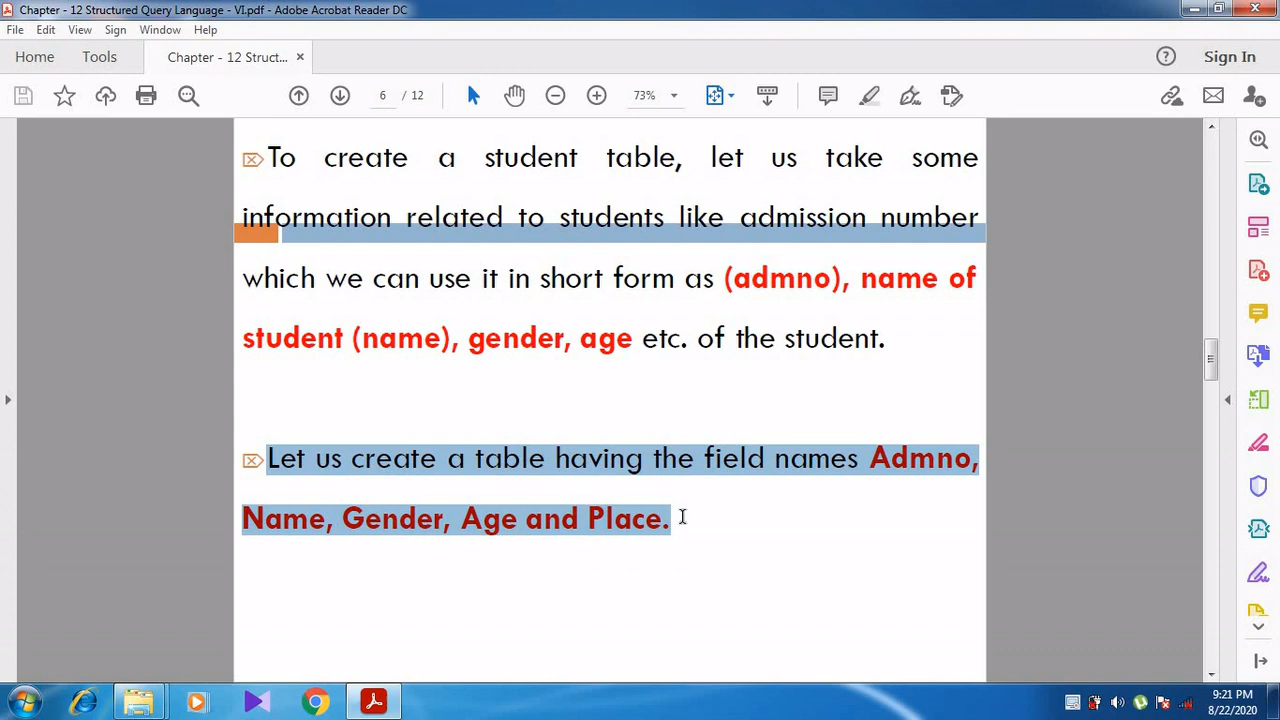 Chapter - 12 Structured Query Language - VI.pdf - Adobe Acrobat Reader DC
File Edit View Sign Window Help
Home Tools Chapter - 12 Struct... × Sign In
6 / 12 73%
To create a student table, let us take some
information related to students like admission number
which we can use it in short form as (admno), name of
student (name), gender, age etc. of the student.
Let us create a table having the field names Admno,
Name, Gender, Age and Place.
9:21 PM
8/22/2020